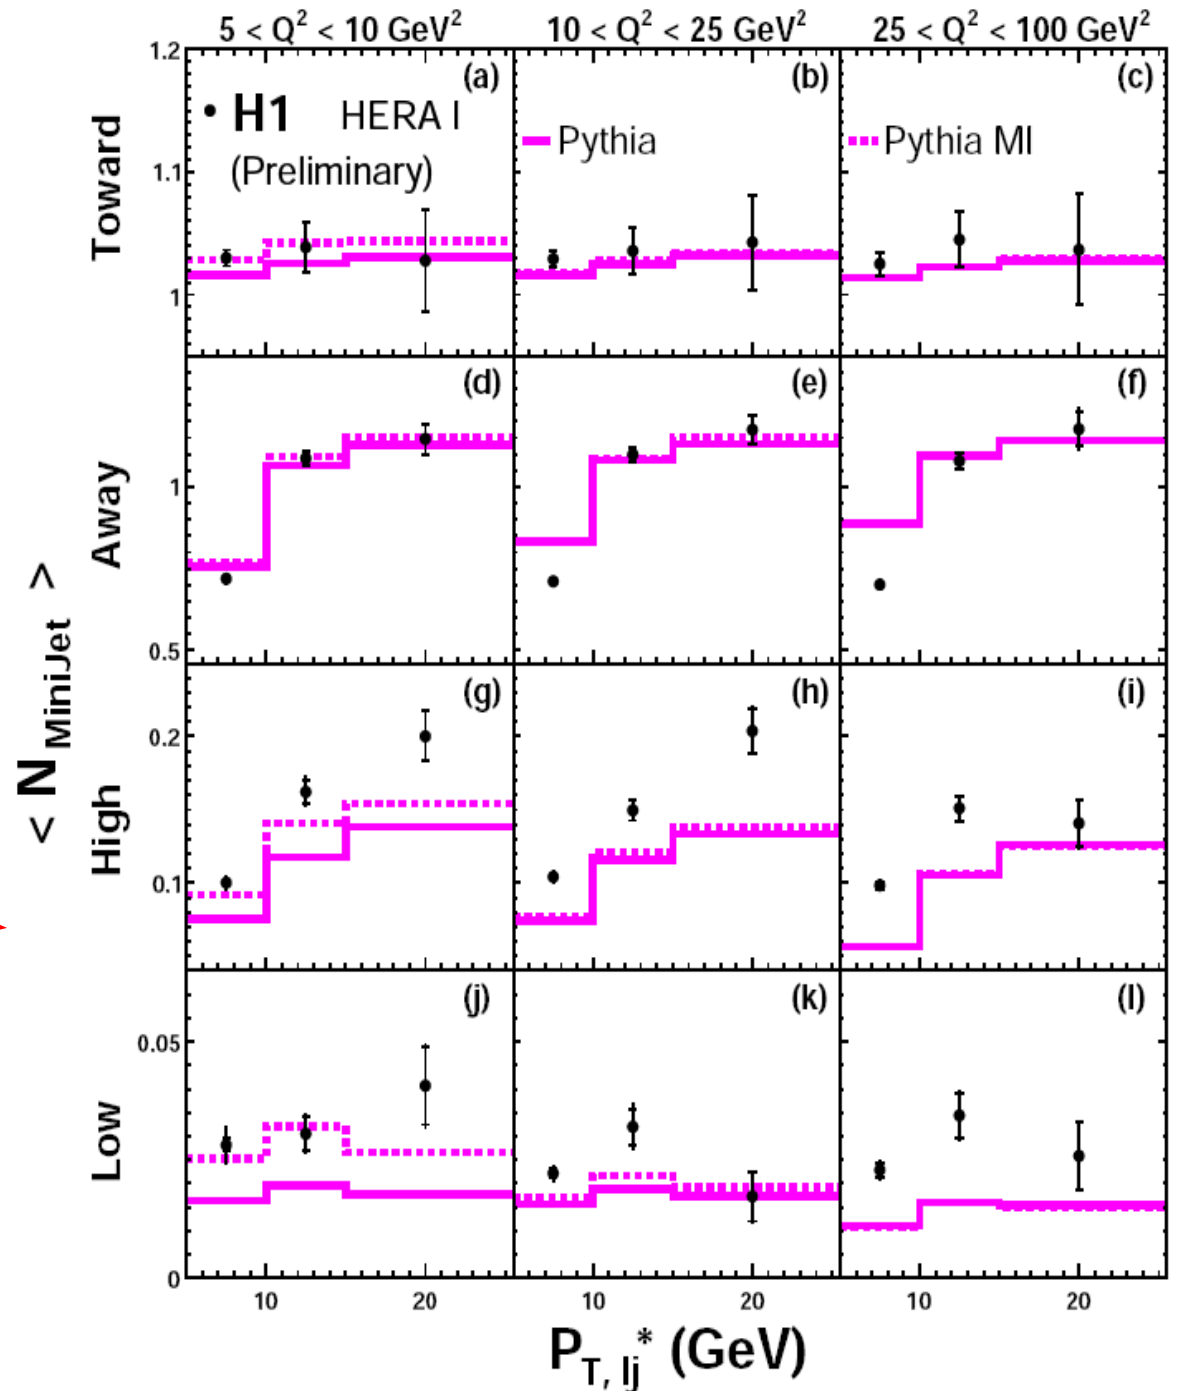 5 < Q² < 10 GeV² 10 < Q² < 25 GeV² 25 < Q² < 100 GeV²
1.2
(a) (b) (c)
• H1 HERA I
(Preliminary)
Pythia
Pythia MI
Toward
1.1
1
(d) (e) (f)
Away
1
0.5
< N MiniJet >
(g) (h) (i)
High
0.2
0.1
(j) (k) (l)
Low
0.05
0
10 20 10 20 10 20
P T, lj * (GeV)